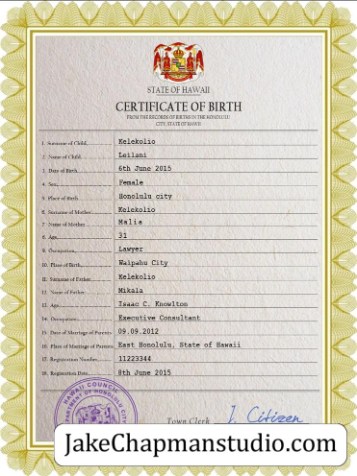 STATE OF HAWAII
CERTIFICATE OF BIRTH
FROM THE RECORDS OF BIRTHS IN THE HONOLULU
CITY, STATE OF HAWAII
1. Surname of Child Kelekolio
2. Name of Child Leilani
3. Date of Birth 6th June 2015
4. Sex Female
5. Place of Birth Honolulu city
6. Surname of Mother Kelekolio
7. Name of Mother Malia
8. Age 31
9. Occupation Lawyer
10. Place of Birth Waipahu City
11. Surname of Father Kelekolio
12. Name of Father Mikala
13. Age Isaac C. Knowlton
14. Occupation Executive Consultant
15. Date of Marriage of Parents 09.09.2012
16. Place of Marriage of Parents East Honolulu, State of Hawaii
17. Registration Number 11223344
18. Registration Date 8th June 2015
HAWAII COUNCIL
DEPARTMENT OF HONOLULU CITY
Town Clerk J. Citizen
JakeChapmanstudio.com